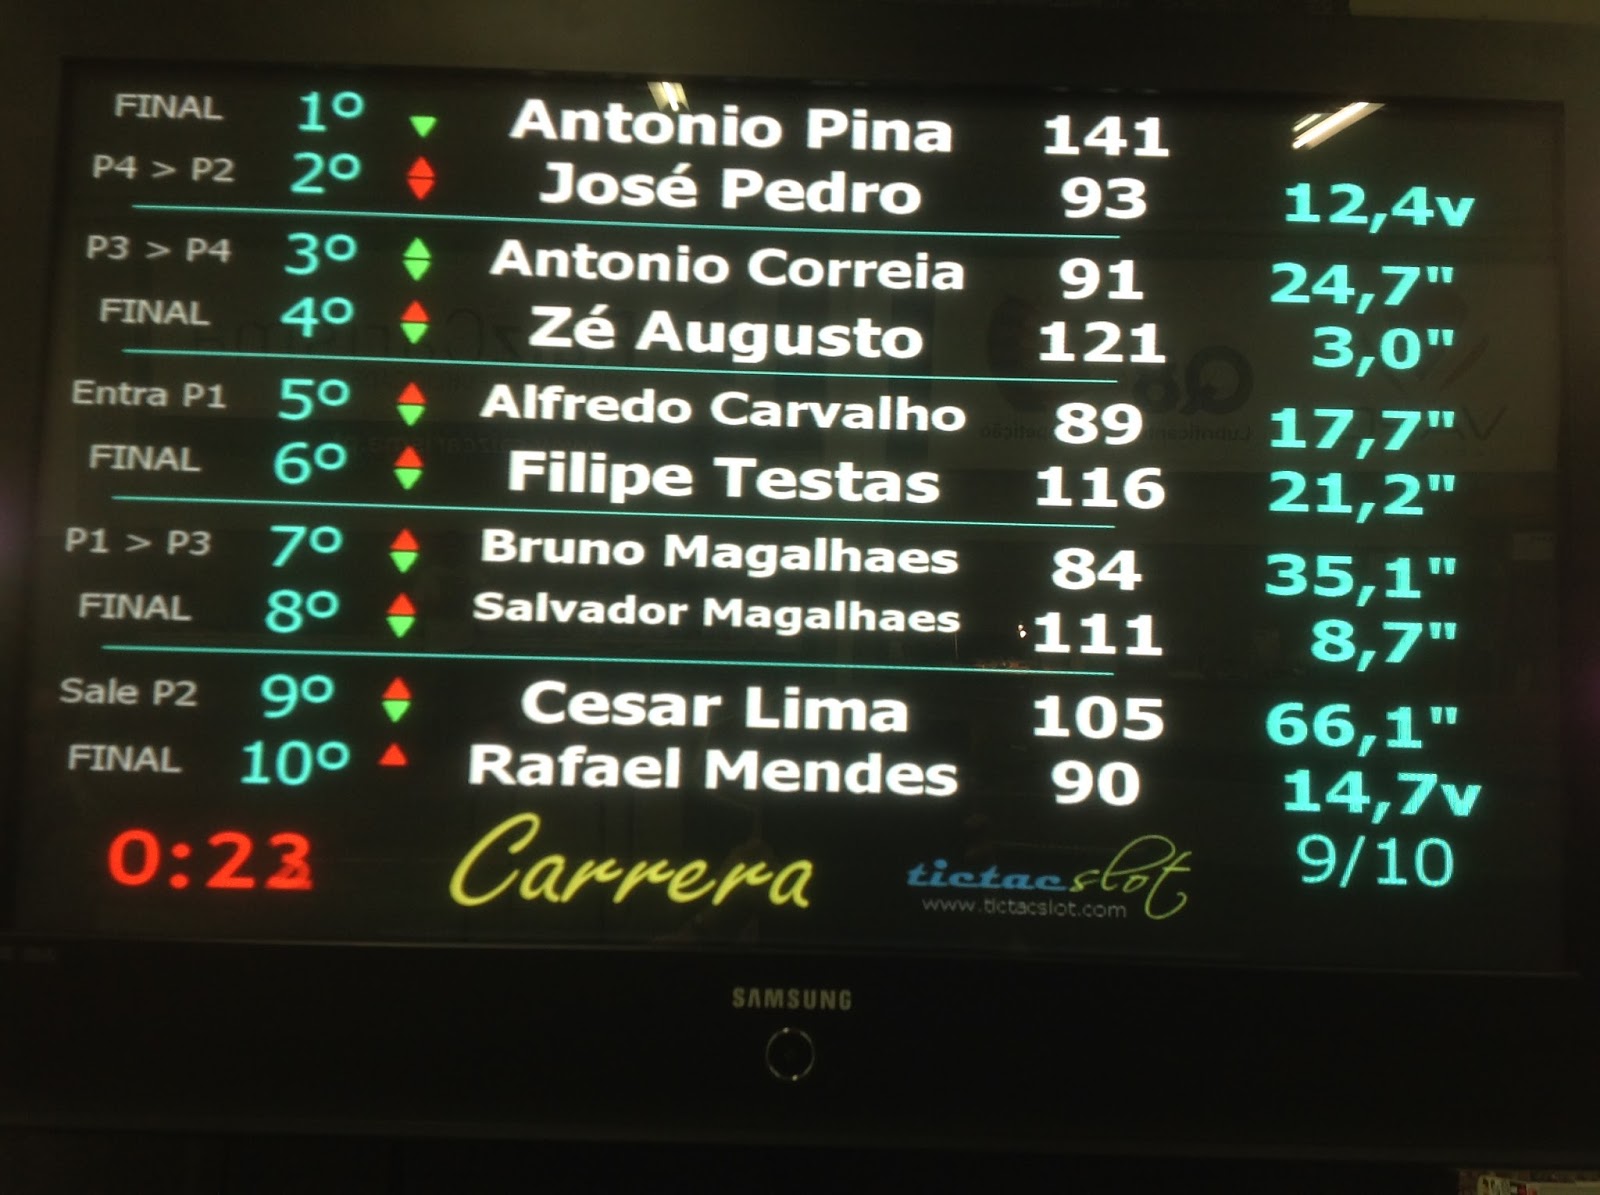 FINAL 1º Antonio Pina 141
P4 > P2 2º José Pedro 93 12,4v
P3 > P4 3º Antonio Correia 91 24,7"
FINAL 4º Zé Augusto 121 3,0"
Entra P1 5º Alfredo Carvalho 89 17,7"
FINAL 6º Filipe Testas 116 21,2"
P1 > P3 7º Bruno Magalhaes 84 35,1"
FINAL 8º Salvador Magalhaes 111 8,7"
Sale P2 9º Cesar Lima 105 66,1"
FINAL 10º Rafael Mendes 90 14,7v
Carrera tictacslot 9/10
www.tictacslot.com
SAMSUNG